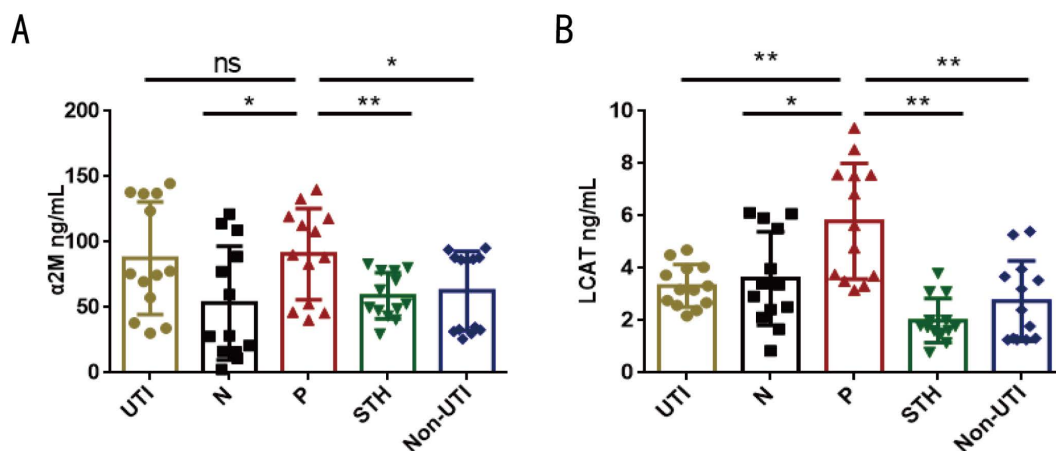 A
ns
*
*
**
α2M ng/mL
200
150
100
50
0
UTI
N
P
STH
Non-UTI
B
**
**
*
**
LCAT ng/mL
10
8
6
4
2
0
UTI
N
P
STH
Non-UTI